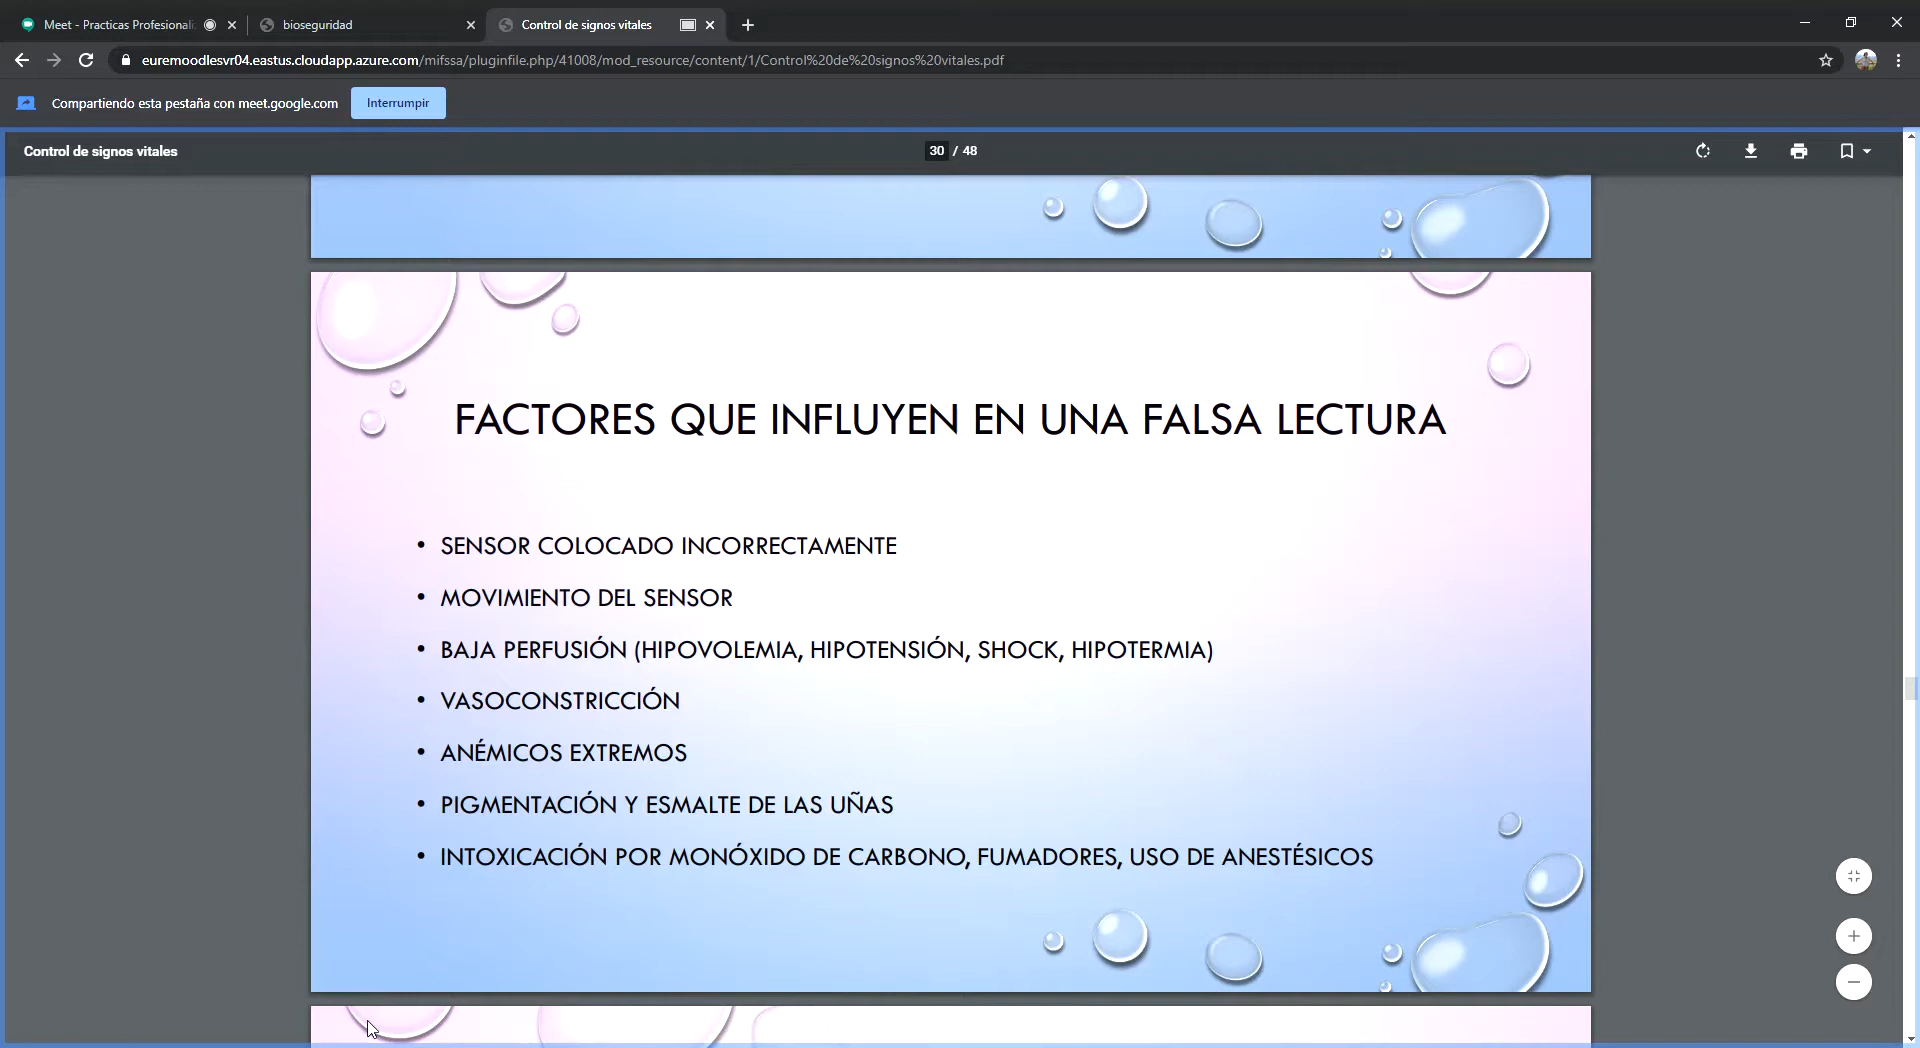 Meet - Practicas Profesionali
bioseguridad
Control de signos vitales
euremoodlesvr04.eastus.cloudapp.azure.com/mifssa/pluginfile.php/41008/mod_resource/content/1/Control%20de%20signos%20vitales.pdf
Compartiendo esta pestaña con meet.google.com
Interrumpir
Control de signos vitales
30 / 48
FACTORES QUE INFLUYEN EN UNA FALSA LECTURA
• SENSOR COLOCADO INCORRECTAMENTE
• MOVIMIENTO DEL SENSOR
• BAJA PERFUSIÓN (HIPOVOLEMIA, HIPOTENSIÓN, SHOCK, HIPOTERMIA)
• VASOCONSTRICCIÓN
• ANÉMICOS EXTREMOS
• PIGMENTACIÓN Y ESMALTE DE LAS UÑAS
• INTOXICACIÓN POR MONÓXIDO DE CARBONO, FUMADORES, USO DE ANESTÉSICOS